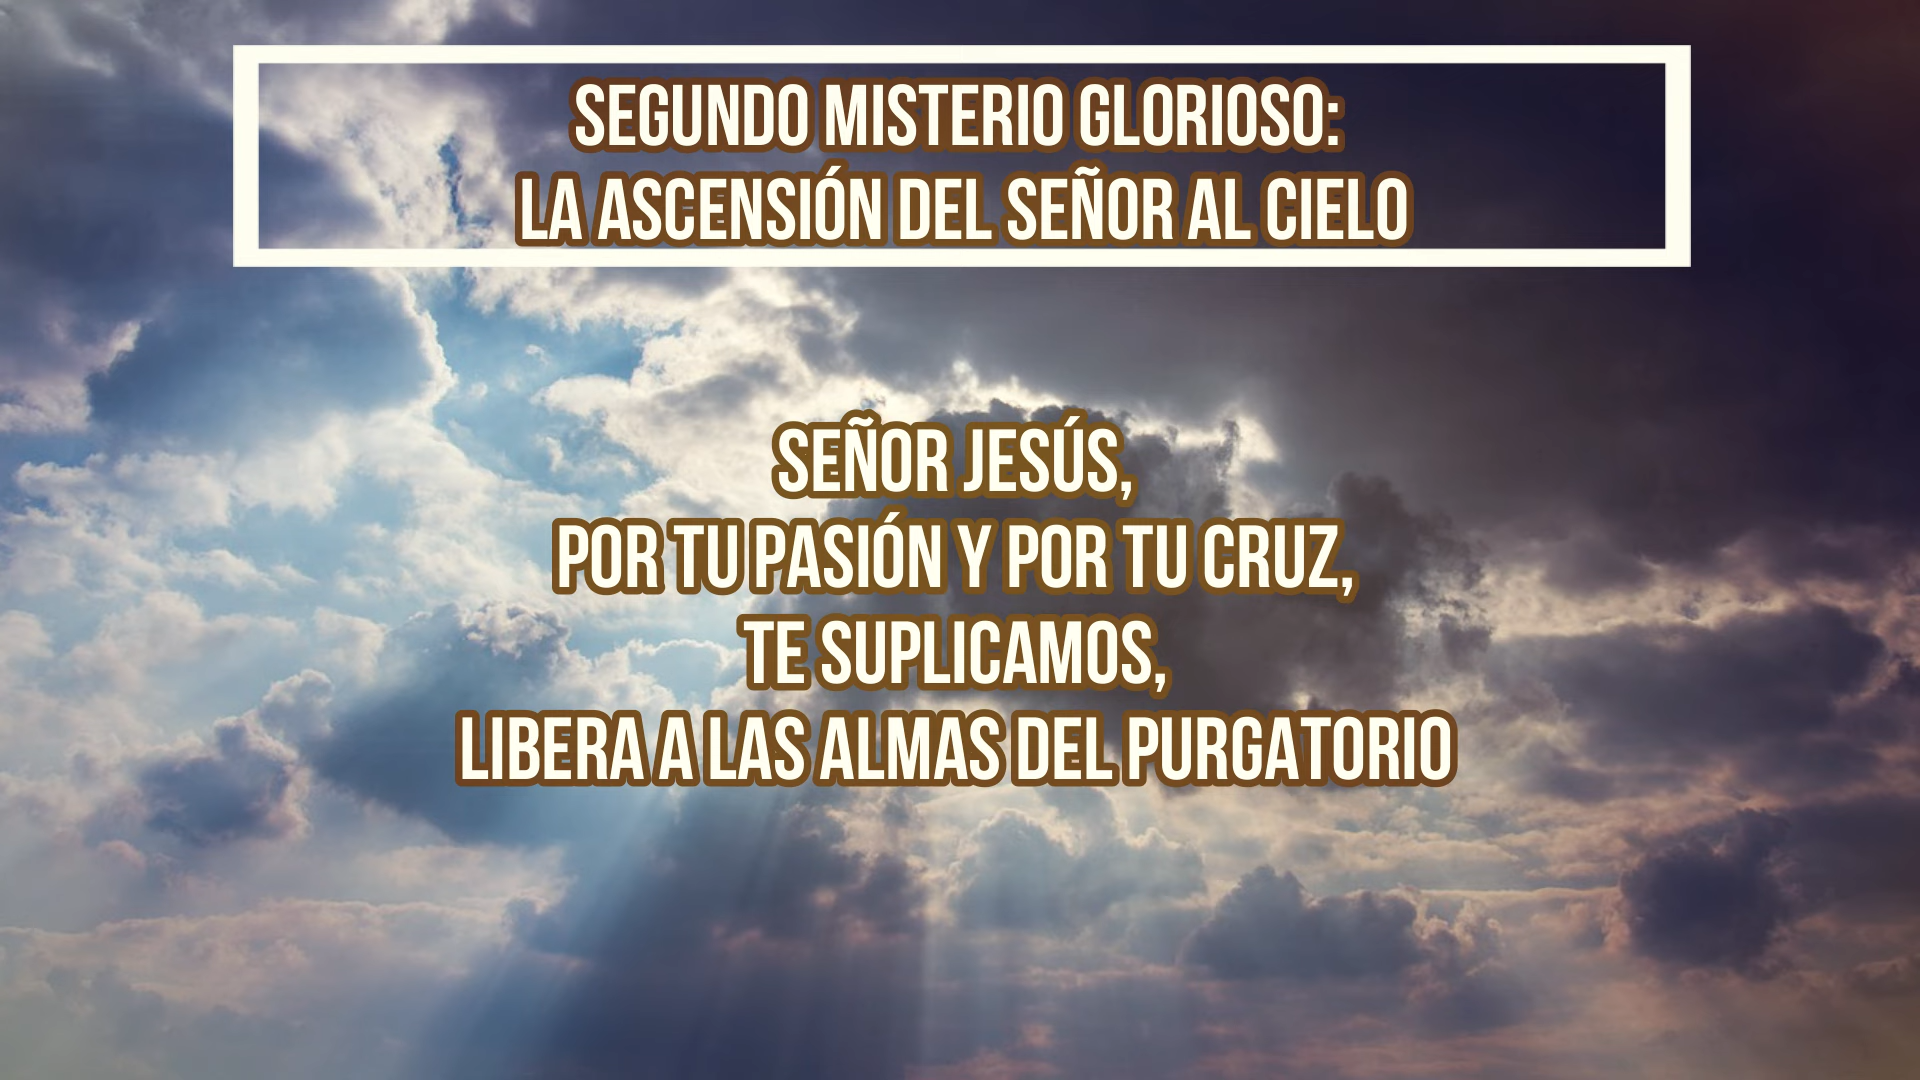 SEGUNDO MISTERIO GLORIOSO:
LA ASCENSIÓN DEL SEÑOR AL CIELO
SEÑOR JESÚS,
POR TU PASIÓN Y POR TU CRUZ,
TE SUPLICAMOS,
LIBERA A LAS ALMAS DEL PURGATORIO